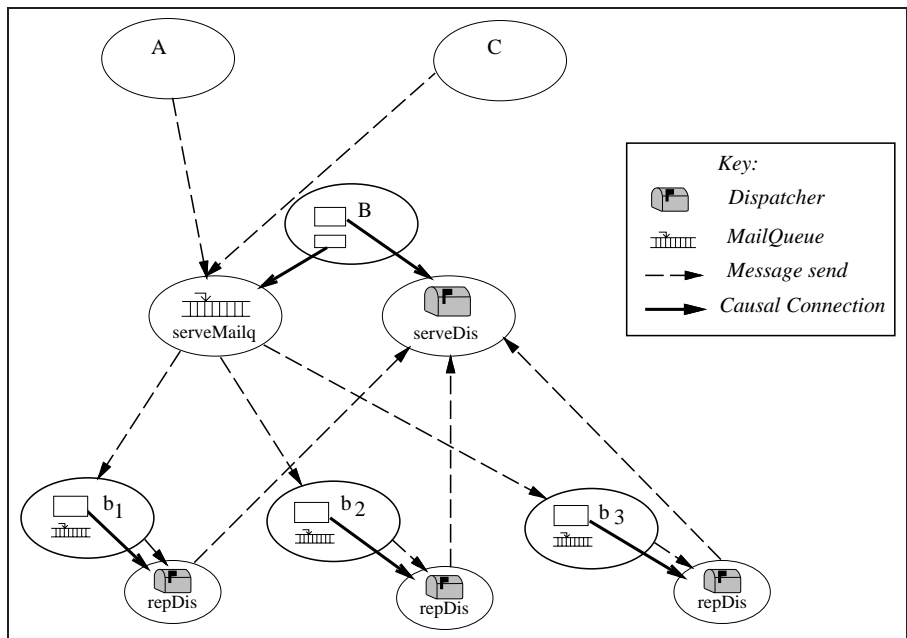 A
C
B
Key:
Dispatcher
MailQueue
Message send
Causal Connection
serveMailq
serveDis
b1
b2
b3
repDis
repDis
repDis